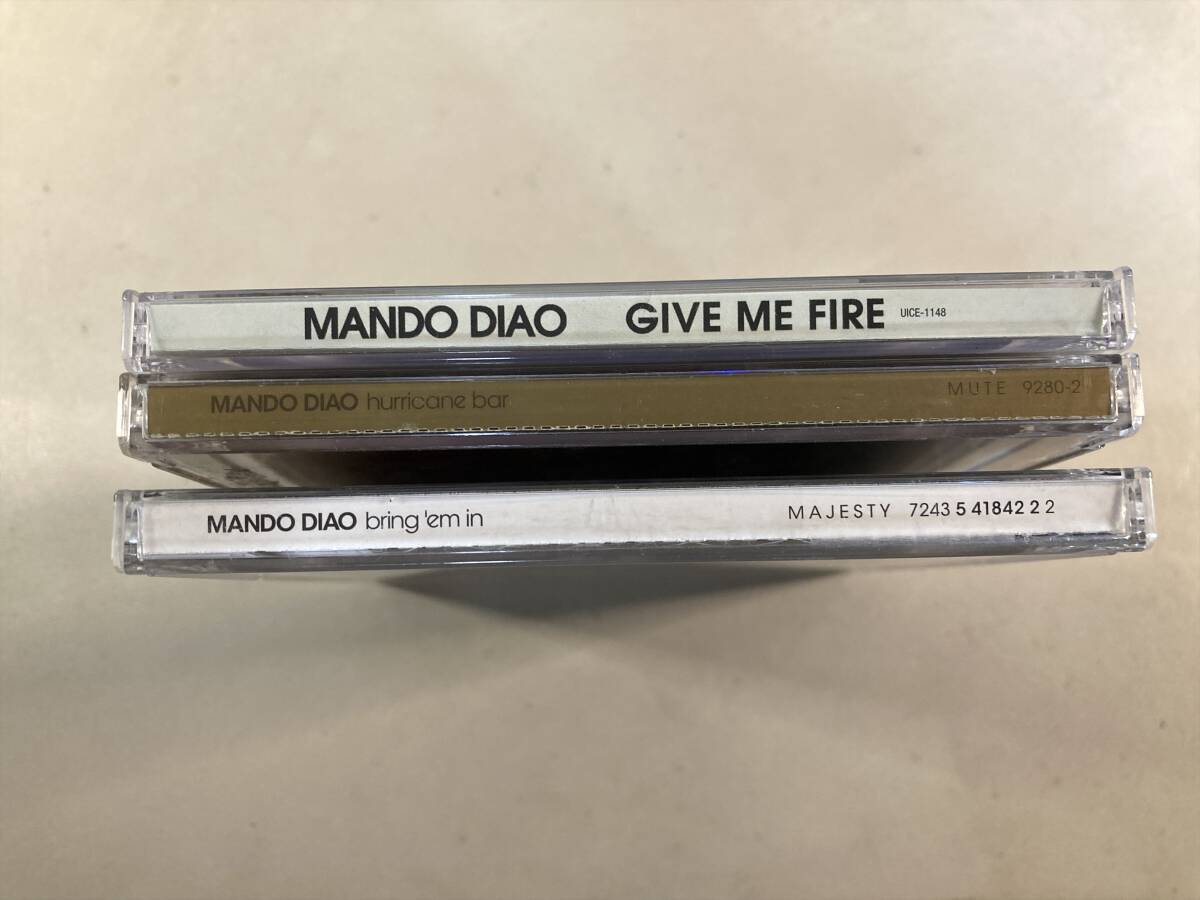 MANDO DIAO GIVE ME FIRE UICE-1148
MANDO DIAO hurricane bar MUTE 9280-2
MANDO DIAO bring 'em in MAJESTY 7243 5 41842 2 2